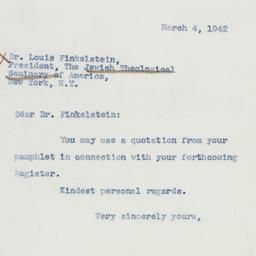 March 4, 1942
Dr. Louis Finkelstein,
President, The Jewish Theological
Seminary of America,
New York, N.Y.
Dear Dr. Finkelstein:
You may use a quotation from your
pamphlet in connection with your forthcoming
Register.
Kindest personal regards.
Very sincerely yours,